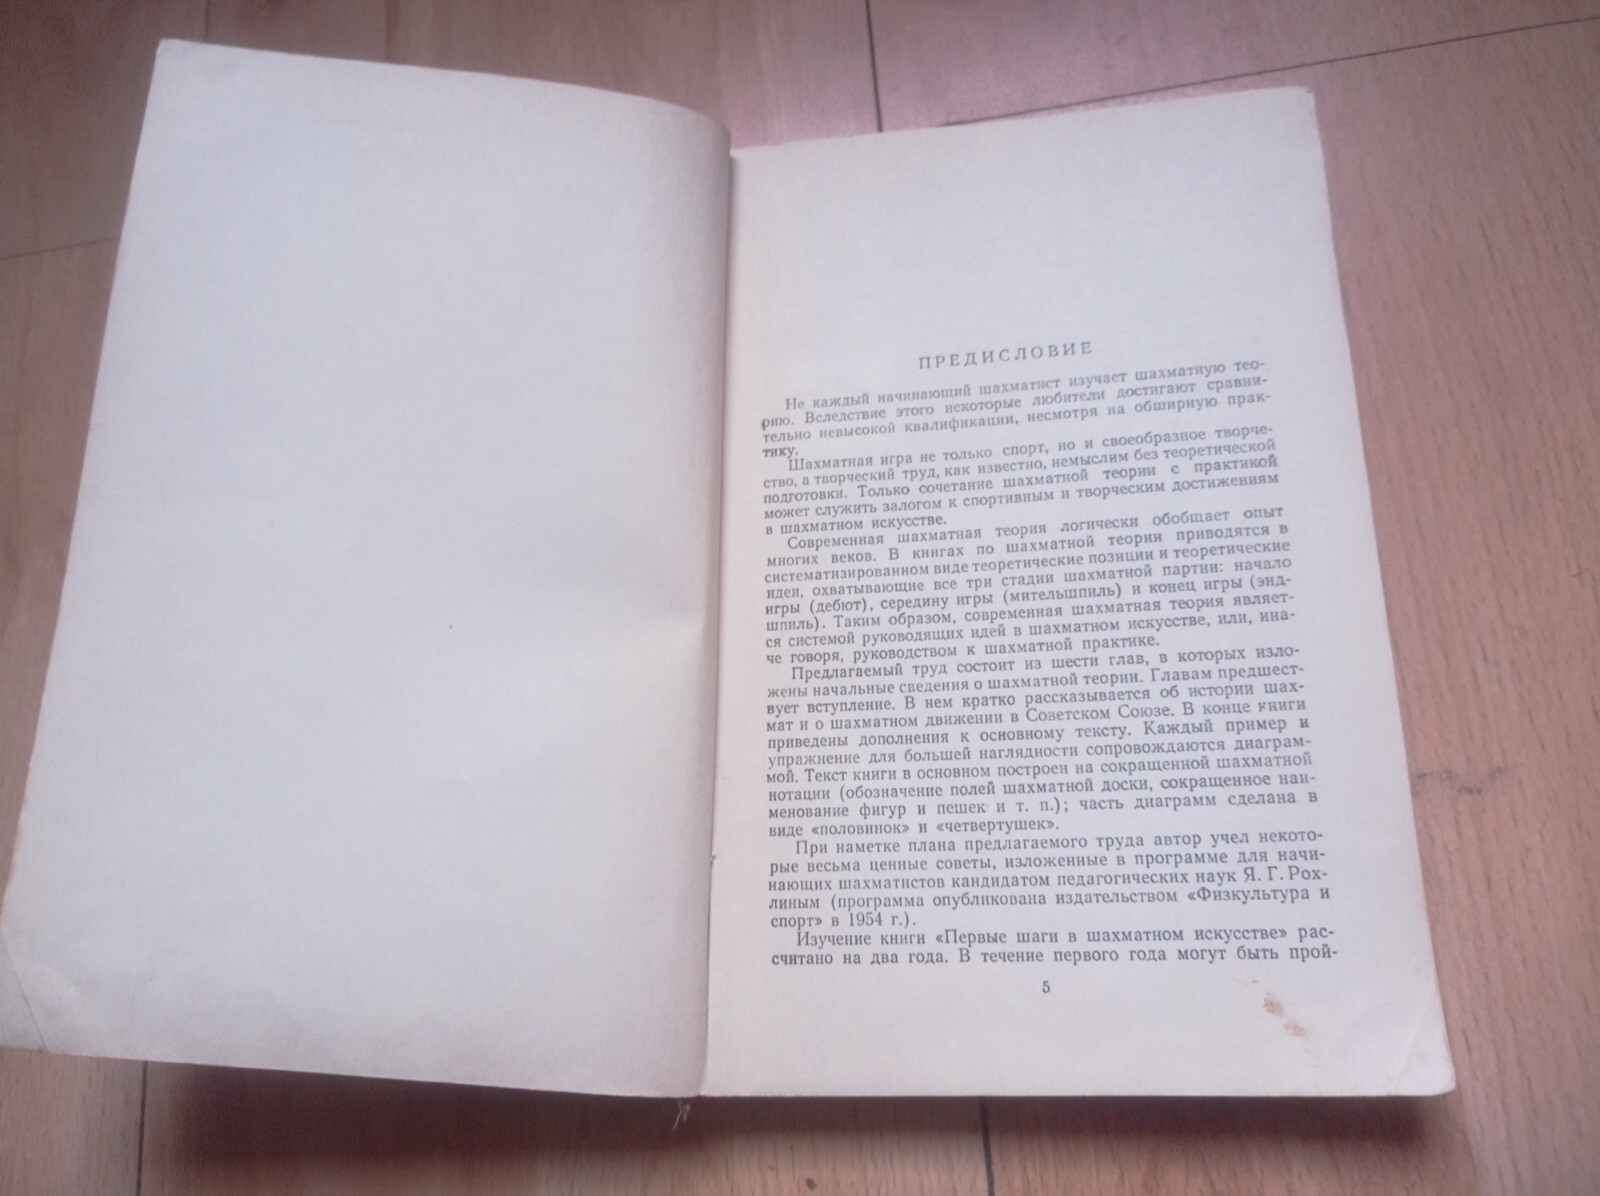 ПРЕДИСЛОВИЕ
Не каждый начинающий шахматист изучает шахматную тео-
рию. Вследствие этого некоторые любители достигают сравни-
тельно невысокой квалификации, несмотря на обширную прак-
тику.
Шахматная игра не только спорт, но и своеобразное творче-
ство, а творческий труд, как известно, немыслим без теоретической
подготовки. Только сочетание шахматной теории с практикой
может служить залогом к спортивным и творческим достижениям
в шахматном искусстве.
Современная шахматная теория логически обобщает опыт
многих веков. В книгах по шахматной теории приводятся в
систематизированном виде теоретические позиции и теоретические
идеи, охватывающие все три стадии шахматной партии: начало
игры (дебют), середину игры (мительшпиль) и конец игры (энд-
шпиль). Таким образом, современная шахматная теория являет-
ся системой руководящих идей в шахматном искусстве, или, ина-
че говоря, руководством к шахматной практике.
Предлагаемый труд состоит из шести глав, в которых изло-
жены начальные сведения о шахматной теории. Главам предшест-
вует вступление. В нем кратко рассказывается об истории шах-
мат и о шахматном движении в Советском Союзе. В конце книги
приведены дополнения к основному тексту. Каждый пример и
упражнение для большей наглядности сопровождаются диаграм-
мой. Текст книги в основном построен на сокращенной шахматной
нотации (обозначение полей шахматной доски, сокращенное наи-
менование фигур и пешек и т. п.); часть диаграмм сделана в
виде «половинок» и «четвертушек».
При наметке плана предлагаемого труда автор учел некото-
рые весьма ценные советы, изложенные в программе для начи-
нающих шахматистов кандидатом педагогических наук Я. Г. Рох-
линым (программа опубликована издательством «Физкультура и
спорт» в 1954 г.).
Изучение книги «Первые шаги в шахматном искусстве» рас-
считано на два года. В течение первого года могут быть прой-
5